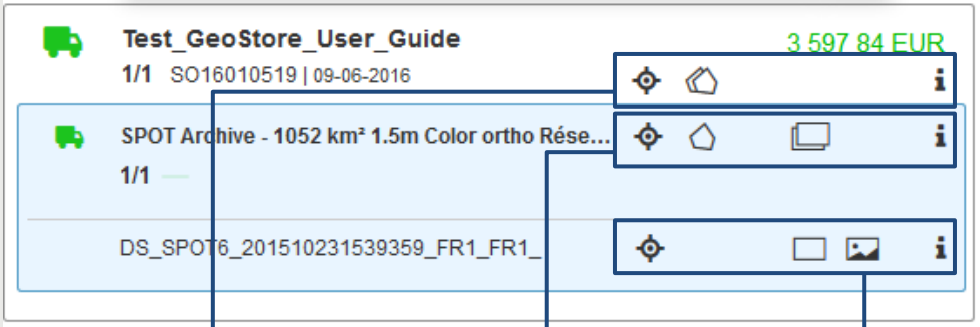 Test_GeoStore_User_Guide
3 597 84 EUR
1/1 SO16010519 | 09-06-2016
SPOT Archive - 1052 km² 1.5m Color ortho Rése...
1/1
DS_SPOT6_201510231539359_FR1_FR1_